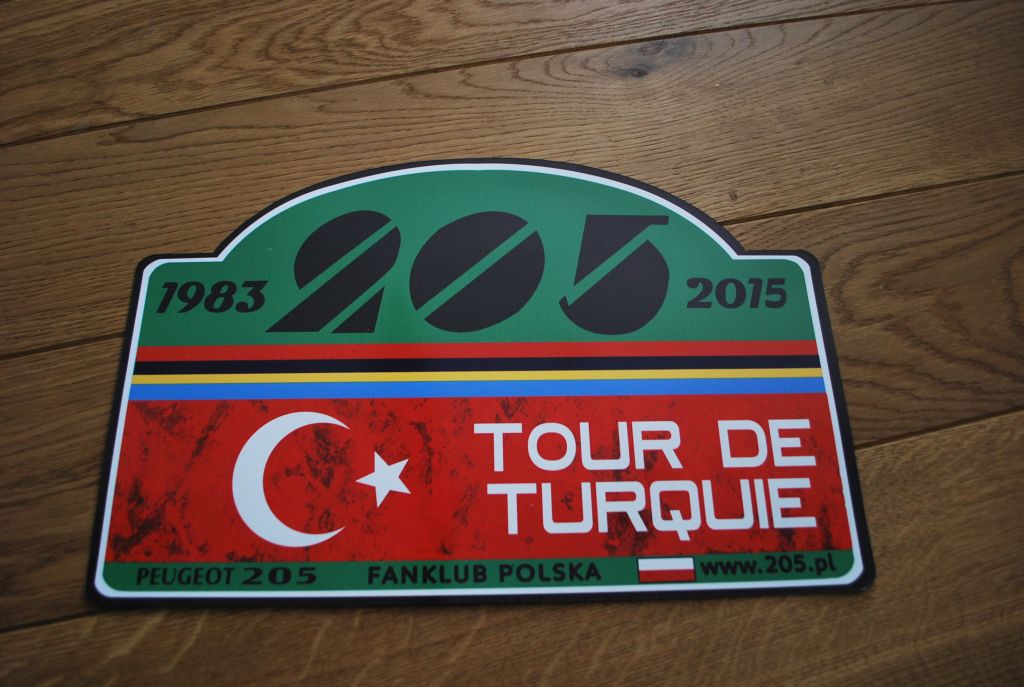 1983 205 2015
TOUR DE
TURQUIE
PEUGEOT 205 FANKLUB POLSKA www.205.pl